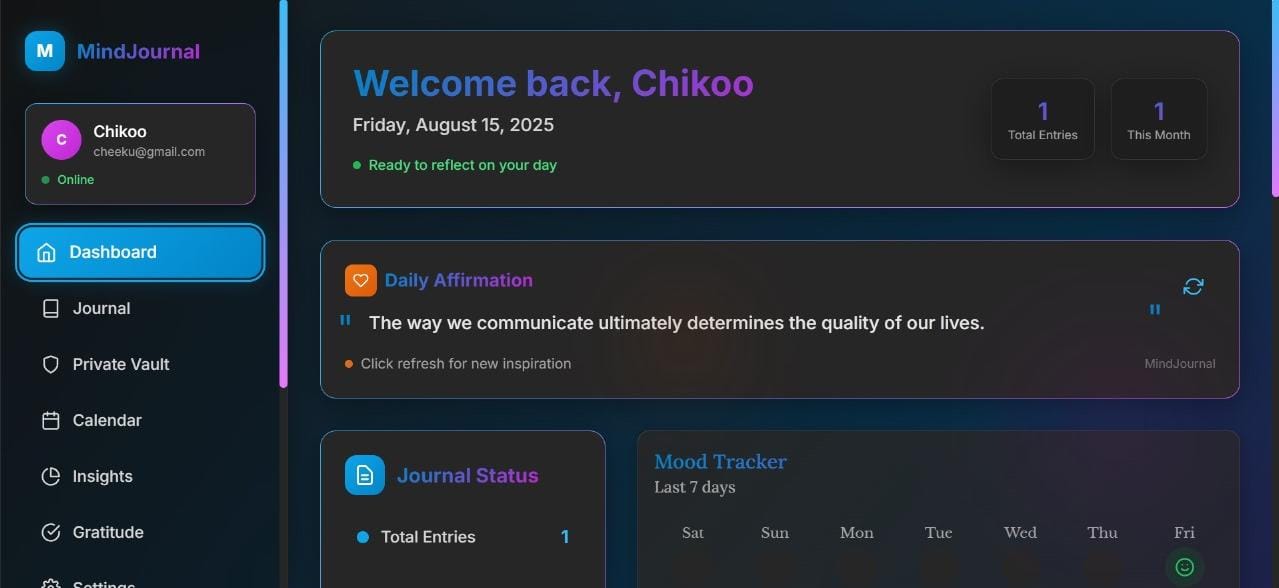 M MindJournal
C Chikoo
cheeku@gmail.com
Online
Dashboard
Journal
Private Vault
Calendar
Insights
Gratitude
Settings
Welcome back, Chikoo
Friday, August 15, 2025
Ready to reflect on your day
1
Total Entries
1
This Month
Daily Affirmation
" The way we communicate ultimately determines the quality of our lives. "
Click refresh for new inspiration
MindJournal
Journal Status
Total Entries 1
Mood Tracker
Last 7 days
Sat Sun Mon Tue Wed Thu Fri